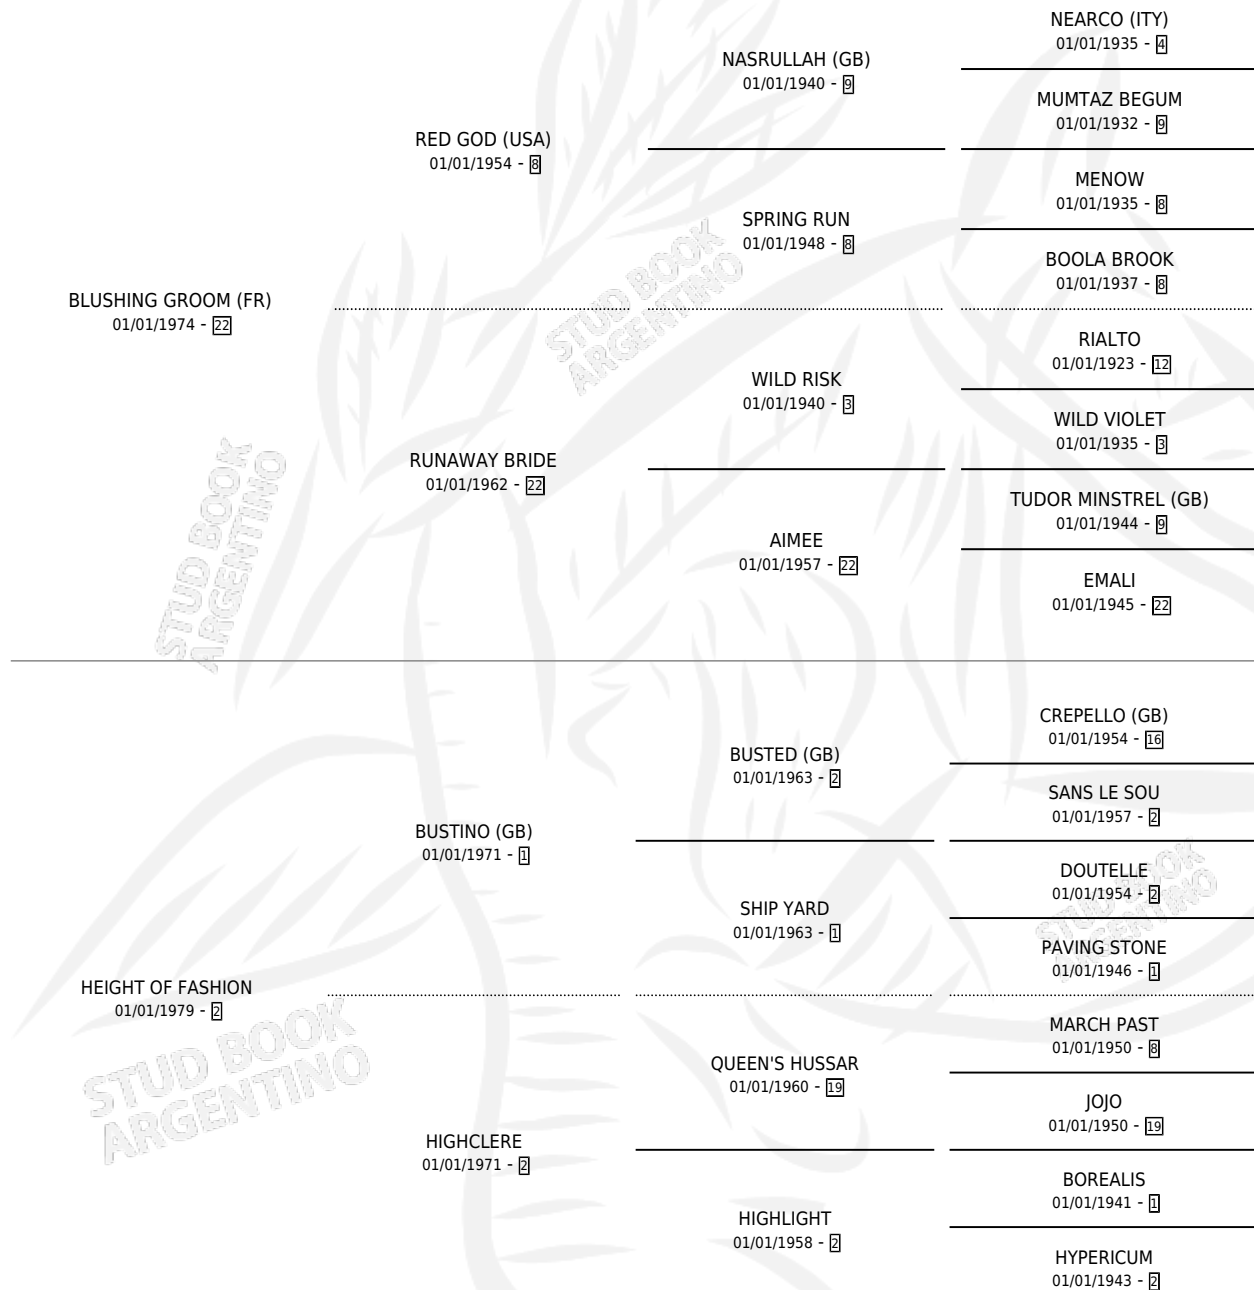 NEARCO (ITY)
01/01/1935 - 4
NASRULLAH (GB)
01/01/1940 - 9
MUMTAZ BEGUM
01/01/1932 - 9
RED GOD (USA)
01/01/1954 - 8
MENOW
01/01/1935 - 8
SPRING RUN
01/01/1948 - 8
BOOLA BROOK
01/01/1937 - 8
BLUSHING GROOM (FR)
01/01/1974 - 22
RIALTO
01/01/1923 - 12
WILD RISK
01/01/1940 - 3
WILD VIOLET
01/01/1935 - 3
RUNAWAY BRIDE
01/01/1962 - 22
TUDOR MINSTREL (GB)
01/01/1944 - 9
AIMEE
01/01/1957 - 22
EMALI
01/01/1945 - 22
CREPELLO (GB)
01/01/1954 - 16
BUSTED (GB)
01/01/1963 - 2
SANS LE SOU
01/01/1957 - 2
BUSTINO (GB)
01/01/1971 - 1
DOUTELLE
01/01/1954 - 2
SHIP YARD
01/01/1963 - 1
PAVING STONE
01/01/1946 - 1
HEIGHT OF FASHION
01/01/1979 - 2
MARCH PAST
01/01/1950 - 8
QUEEN'S HUSSAR
01/01/1960 - 19
JOJO
01/01/1950 - 19
HIGHCLERE
01/01/1971 - 2
BOREALIS
01/01/1941 - 1
HIGHLIGHT
01/01/1958 - 2
HYPERICUM
01/01/1943 - 2
STUD BOOK
ARGENTINO
STUD BOOK
ARGENTINO
STUD BOOK
ARGENTINO
STUD BOOK
ARGENTINO